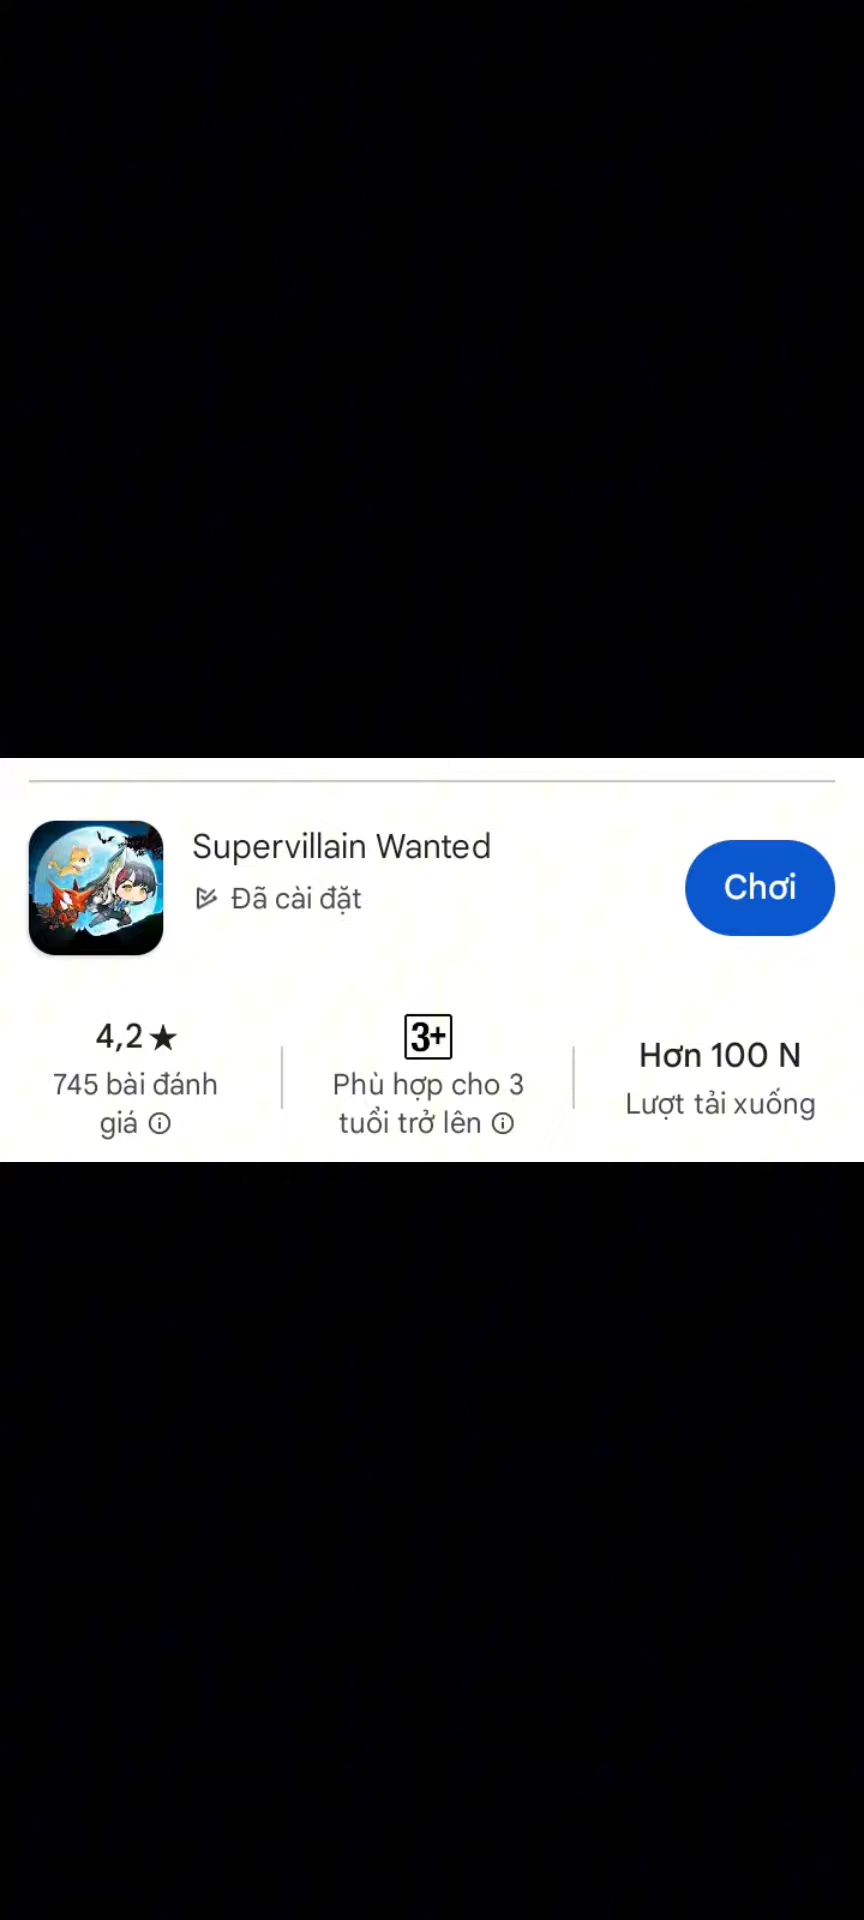 Supervillain Wanted
Đã cài đặt
Chơi
4,2★
745 bài đánh
giá
3+
Phù hợp cho 3
tuổi trở lên
Hơn 100 N
Lượt tải xuống